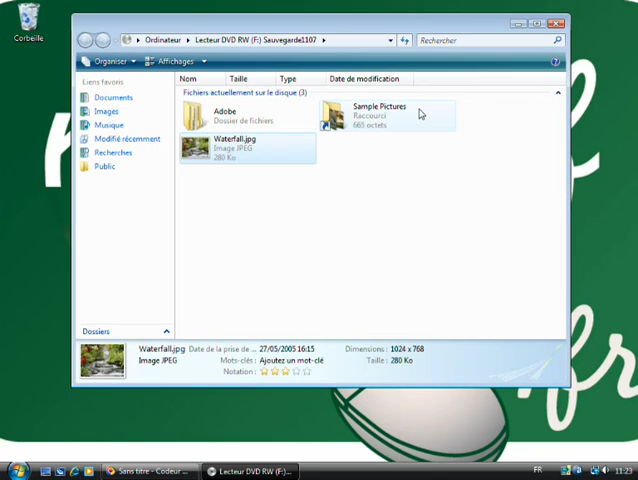 Corbeille
Ordinateur ▸ Lecteur DVD RW (F:) Sauvegarde1107 ▸
Rechercher
Organiser Affichages
Liens favoris
Documents
Images
Musique
Modifié récemment
Recherches
Public
Dossiers
Nom Taille Type Date de modification
Fichiers actuellement sur le disque (3)
Adobe
Dossier de fichiers
Sample Pictures
Raccourci
665 octets
Waterfall.jpg
Image JPEG
280 Ko
Waterfall.jpg Date de la prise de ... 27/05/2005 16:15 Dimensions : 1024 x 768
Image JPEG Mots-clés : Ajoutez un mot-clé Taille : 280 Ko
Notation :
.fr
Sans titre - Codeur ... Lecteur DVD RW (F:)... FR 11:23